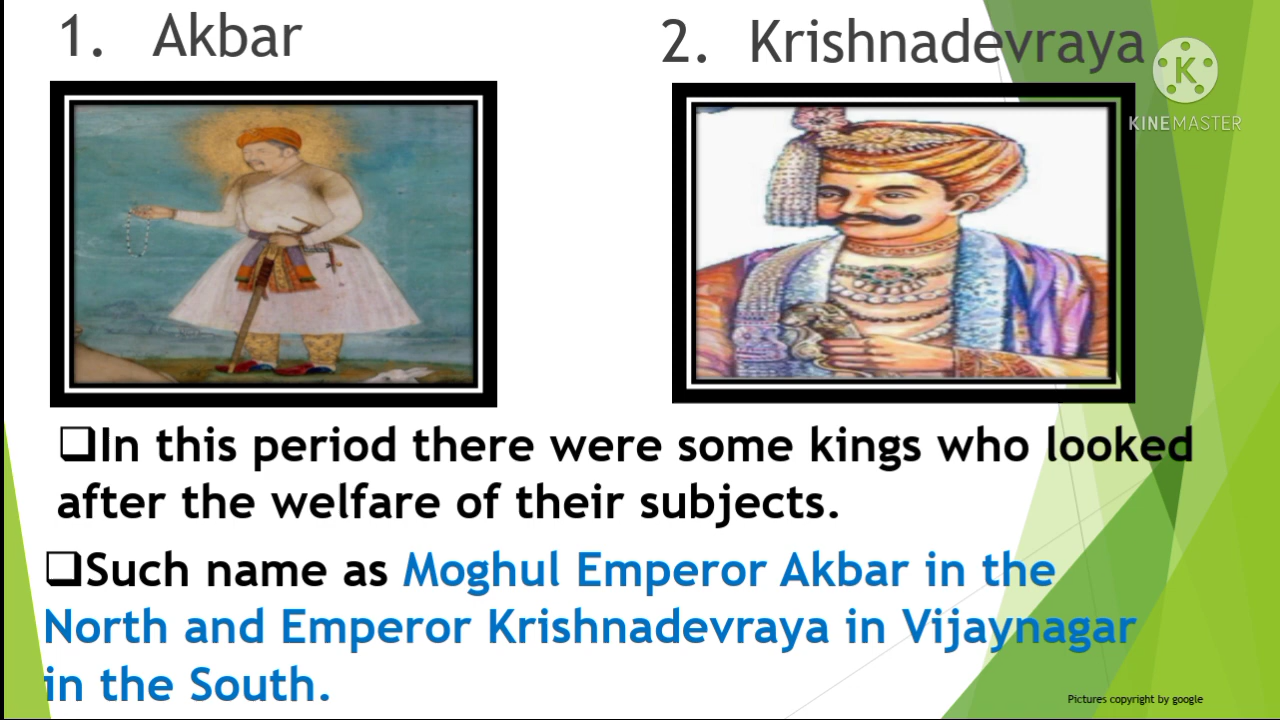 1. Akbar
2. Krishnadevraya
K
KINEMASTER
❑In this period there were some kings who looked
after the welfare of their subjects.
❑Such name as Moghul Emperor Akbar in the
North and Emperor Krishnadevraya in Vijaynagar
in the South.
Pictures copyright by google